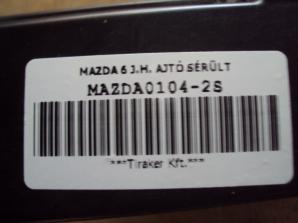 MAZDA 6 J.H. AJTÓ SÉRÜLT
MAZDA0104-2S
***Tiraker Kft.***